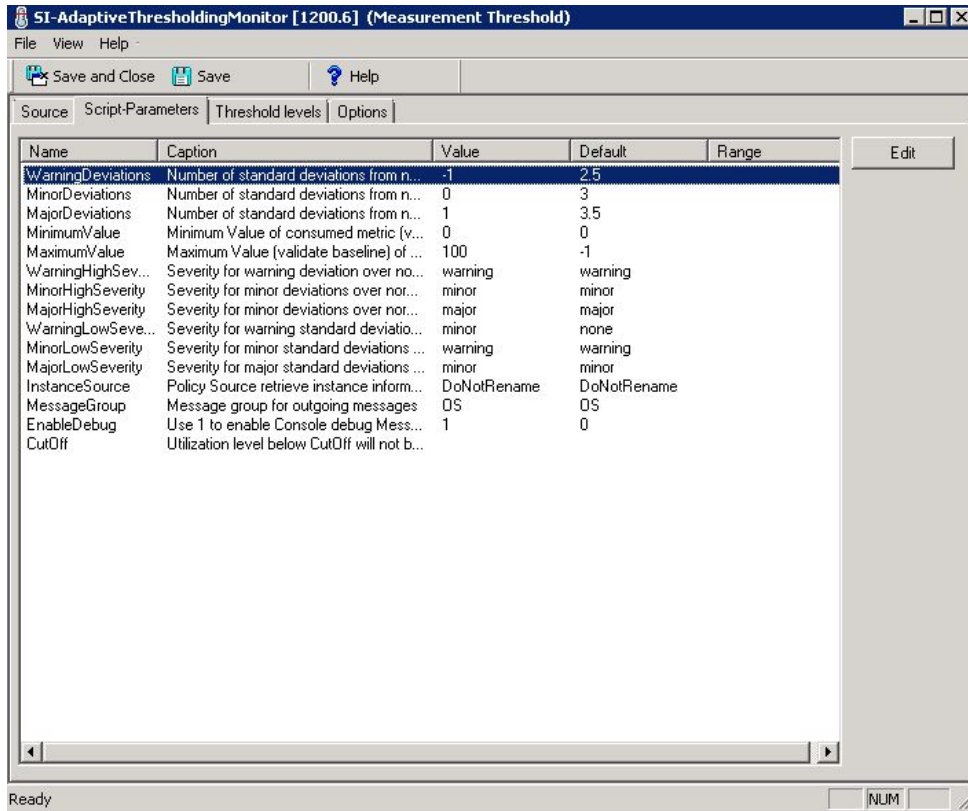 SI-AdaptiveThresholdingMonitor [1200.6] (Measurement Threshold)
File View Help
Save and Close Save Help
Source Script-Parameters Threshold levels Options
Name Caption Value Default Range Edit
WarningDeviations Number of standard deviations from n... -1 2.5
MinorDeviations Number of standard deviations from n... 0 3
MajorDeviations Number of standard deviations from n... 1 3.5
MinimumValue Minimum Value of consumed metric (v... 0 0
MaximumValue Maximum Value (validate baseline) of ... 100 -1
WarningHighSev... Severity for warning deviation over no... warning warning
MinorHighSeverity Severity for minor deviations over nor... minor minor
MajorHighSeverity Severity for minor deviations over nor... major major
WarningLowSeve... Severity for warning standard deviatio... minor none
MinorLowSeverity Severity for minor standard deviations ... warning warning
MajorLowSeverity Severity for major standard deviations ... minor minor
InstanceSource Policy Source retrieve instance inform... DoNotRename DoNotRename
MessageGroup Message group for outgoing messages OS OS
EnableDebug Use 1 to enable Console debug Mess... 1 0
CutOff Utilization level below CutOff will not b...
Ready NUM